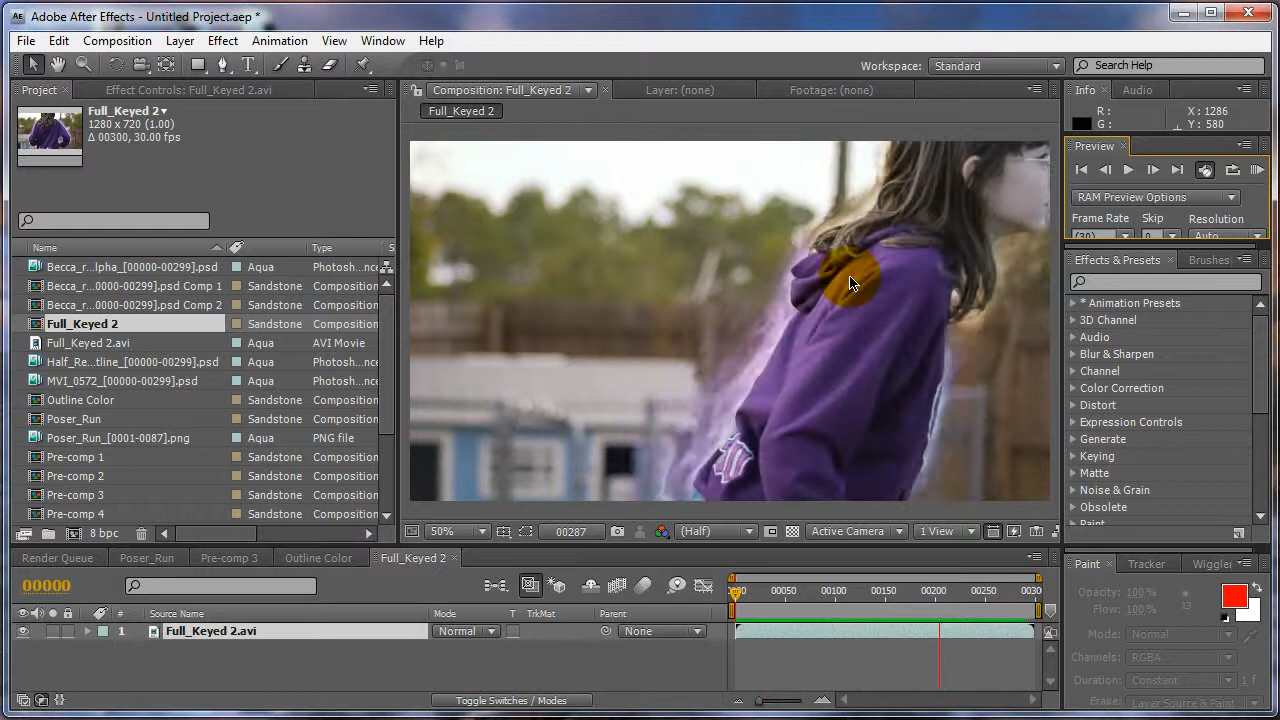 Adobe After Effects - Untitled Project.aep *
File Edit Composition Layer Effect Animation View Window Help
Workspace: Standard Search Help
Project Effect Controls: Full_Keyed 2.avi Composition: Full_Keyed 2 Layer: (none) Footage: (none) Info Audio
Full_Keyed 2
1280 x 720 (1.00)
Δ 00300, 30.00 fps
Full_Keyed 2
R : X : 1286
G : Y : 580
Preview
RAM Preview Options
Frame Rate Skip Resolution
(30) 0 Auto
Name Type S
Becca_r...lpha_[00000-00299].psd Aqua Photosh...nce
Becca_r...0000-00299].psd Comp 1 Sandstone Composition
Becca_r...0000-00299].psd Comp 2 Sandstone Composition
Full_Keyed 2 Sandstone Composition
Full_Keyed 2.avi Aqua AVI Movie
Half_Re...tline_[00000-00299].psd Aqua Photosh...nce
MVI_0572_[00000-00299].psd Aqua Photosh...nce
Outline Color Sandstone Composition
Poser_Run Sandstone Composition
Poser_Run_[0001-0087].png Aqua PNG file
Pre-comp 1 Sandstone Composition
Pre-comp 2 Sandstone Composition
Pre-comp 3 Sandstone Composition
Pre-comp 4 Sandstone Composition
8 bpc
Effects & Presets Brushes
* Animation Presets
3D Channel
Audio
Blur & Sharpen
Channel
Color Correction
Distort
Expression Controls
Generate
Keying
Matte
Noise & Grain
Obsolete
Paint
50% 00287 (Half) Active Camera 1 View
Render Queue Poser_Run Pre-comp 3 Outline Color Full_Keyed 2
00000
00050 00100 00150 00200 00250
# Source Name Mode T TrkMat Parent
1 Full_Keyed 2.avi Normal None
Toggle Switches / Modes
Paint Tracker Wiggler
Opacity: 100 %
Flow: 100 % 13
Mode: Normal
Channels: RGBA
Duration: Constant 1 f
Erase: Layer Source & Paint